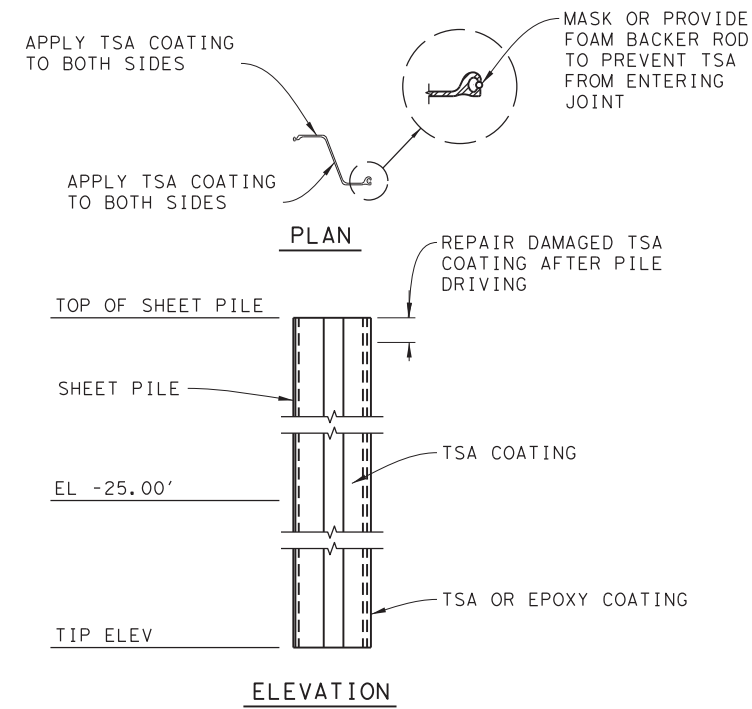 APPLY TSA COATING
TO BOTH SIDES
MASK OR PROVIDE
FOAM BACKER ROD
TO PREVENT TSA
FROM ENTERING
JOINT
APPLY TSA COATING
TO BOTH SIDES
PLAN
REPAIR DAMAGED TSA
COATING AFTER PILE
DRIVING
TOP OF SHEET PILE
SHEET PILE
TSA COATING
EL -25.00′
TSA OR EPOXY COATING
TIP ELEV
ELEVATION